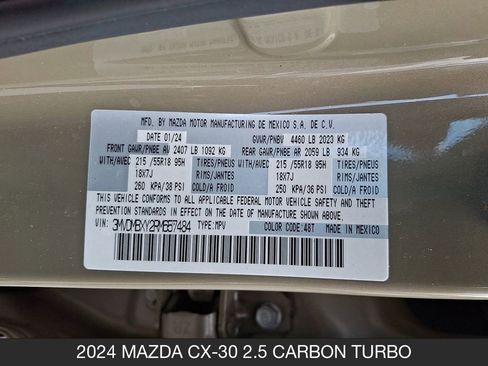 MFD. BY MAZDA MOTOR MANUFACTURING DE MEXICO S.A. DE C.V.
DATE 01/24 GVWR/PNBV 4460 LB 2023 KG
FRONT GAWR/PNBE AV 2407 LB 1092 KG REAR GAWR/PNBE AR 2059 LB 934 KG
WITH/AVEC 215 /55R18 95H TIRES/PNEUS WITH/AVEC 215 /55R18 95H TIRES/PNEUS
18X7J RIMS/JANTES 18X7J RIMS/JANTES
260 KPA/38 PSI COLD/A FROID 250 KPA/36 PSI COLD/A FROID
THIS VEHICLE CONFORMS TO ALL APPLICABLE FEDERAL MOTOR VEHICLE SAFETY AND THEFT
PREVENTION STANDARDS IN EFFECT ON THE DATE OF MANUFACTURE SHOWN ABOVE.
VIN: 3MVDMBXY2RM657484 TYPE:MPV COLOR CODE:48T MADE IN MEXICO
2024 MAZDA CX-30 2.5 CARBON TURBO